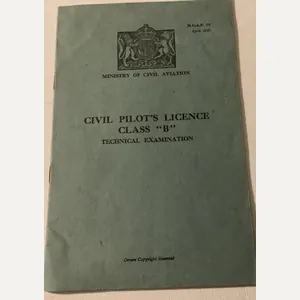 MINISTRY OF CIVIL AVIATION
CIVIL PILOT'S LICENCE
CLASS "B"
TECHNICAL EXAMINATION
Crown Copyright Reserved